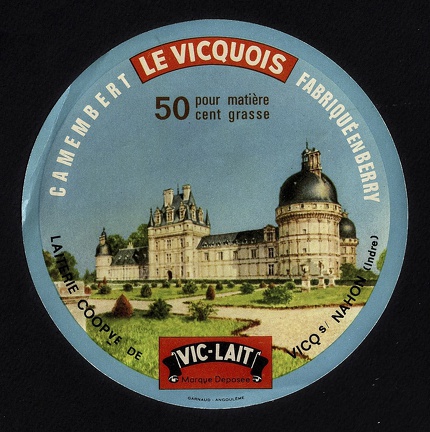 CAMEMBERT
LE VICQUOIS
FABRIQUÉ EN BERRY
50 pour matière
cent grasse
LAITERIE COOPVE DE
VICQ S/ NAHON (Indre)
VIC-LAIT
Marque Déposée
GARNAUD - ANGOULÊME